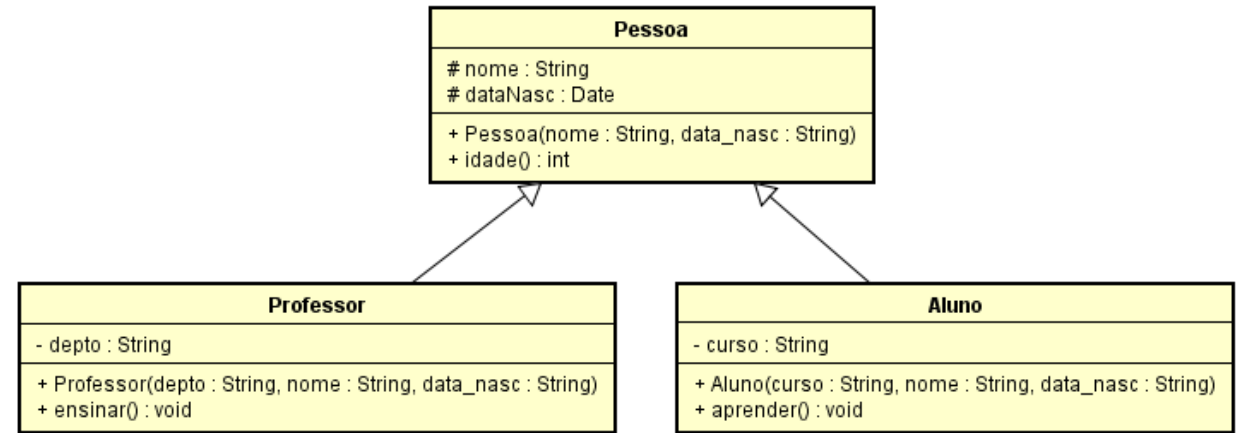 Pessoa
# nome : String
# dataNasc : Date
+ Pessoa(nome : String, data_nasc : String)
+ idade() : int
Professor
- depto : String
+ Professor(depto : String, nome : String, data_nasc : String)
+ ensinar() : void
Aluno
- curso : String
+ Aluno(curso : String, nome : String, data_nasc : String)
+ aprender() : void